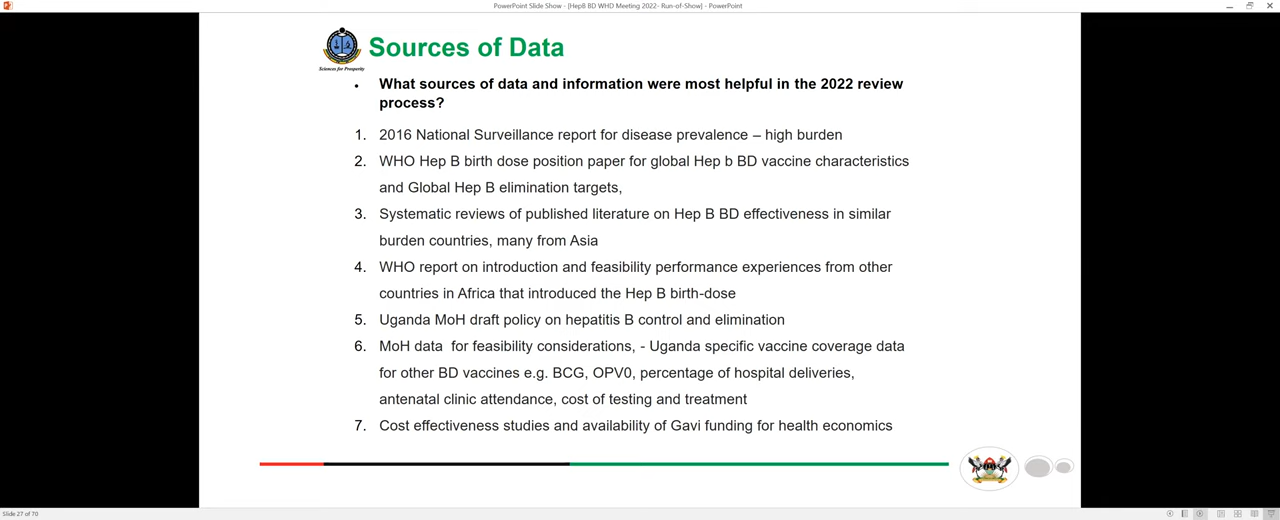 PowerPoint Slide Show - [HepB BD WHD Meeting 2022- Run-of-Show] - PowerPoint
Sciences for Prosperity
Sources of Data
• What sources of data and information were most helpful in the 2022 review
process?
1. 2016 National Surveillance report for disease prevalence – high burden
2. WHO Hep B birth dose position paper for global Hep b BD vaccine characteristics
and Global Hep B elimination targets,
3. Systematic reviews of published literature on Hep B BD effectiveness in similar
burden countries, many from Asia
4. WHO report on introduction and feasibility performance experiences from other
countries in Africa that introduced the Hep B birth-dose
5. Uganda MoH draft policy on hepatitis B control and elimination
6. MoH data  for feasibility considerations, - Uganda specific vaccine coverage data
for other BD vaccines e.g. BCG, OPV0, percentage of hospital deliveries,
antenatal clinic attendance, cost of testing and treatment
7. Cost effectiveness studies and availability of Gavi funding for health economics
Slide 27 of 70